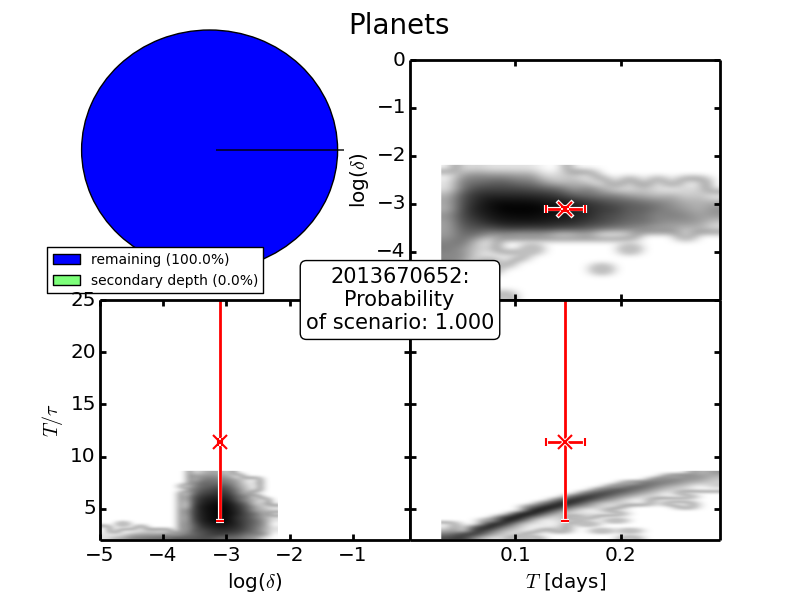 Planets
remaining (100.0%)
secondary depth (0.0%)
log(δ)
0
−1
−2
−3
−4
2013670652:
Probability
of scenario: 1.000
T/τ
25
20
15
10
5
−5
−4
−3
−2
−1
log(δ)
0.1
0.2
T [days]